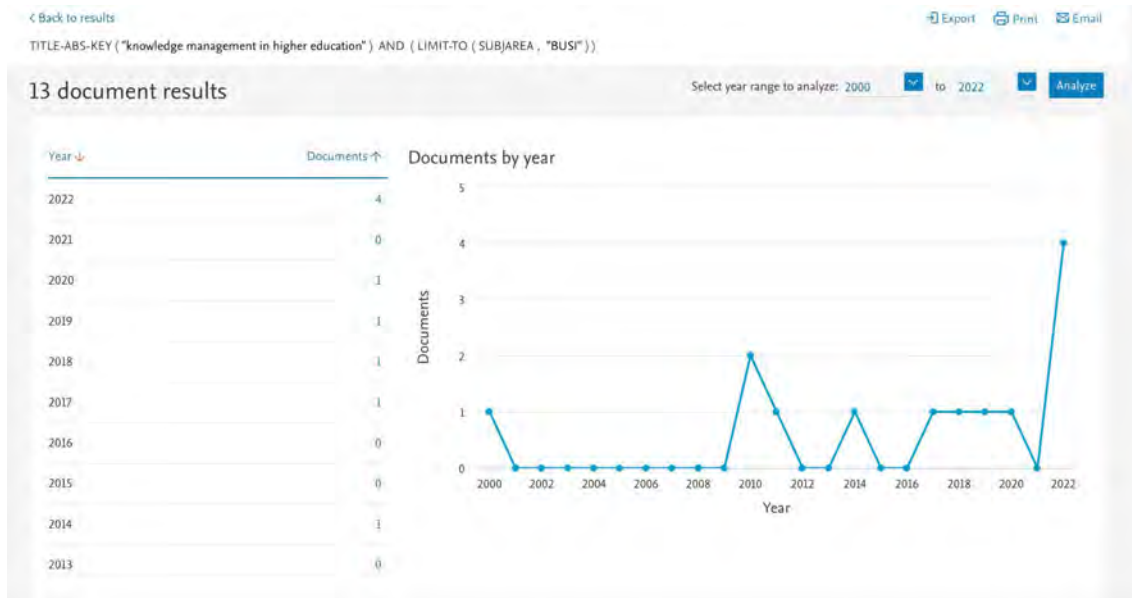 < Back to results
Export Print Email
TITLE-ABS-KEY ( "knowledge management in higher education" ) AND ( LIMIT-TO ( SUBJAREA , "BUSI" ) )
13 document results
Select year range to analyze: 2000 to 2022 Analyze
Year ↓ Documents ↑
2022 4
2021 0
2020 1
2019 1
2018 1
2017 1
2016 0
2015 0
2014 1
2013 0
Documents by year
5
4
3
2
1
0
Documents
2000 2002 2004 2006 2008 2010 2012 2014 2016 2018 2020 2022
Year